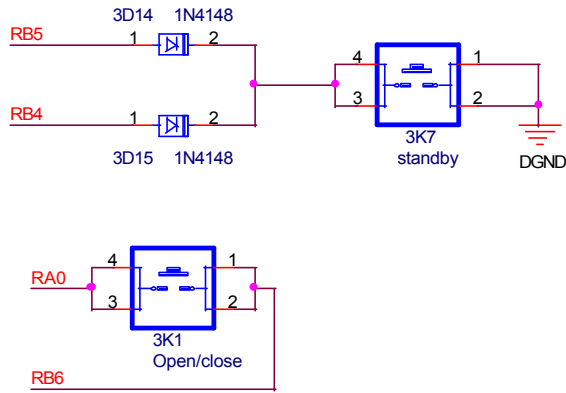 3D14 1N4148
RB5 1 2
4 1
RB4 1 2 3 2
3D15 1N4148
3K7
standby
DGND
4 1
RA0
3 2
3K1
Open/close
RB6